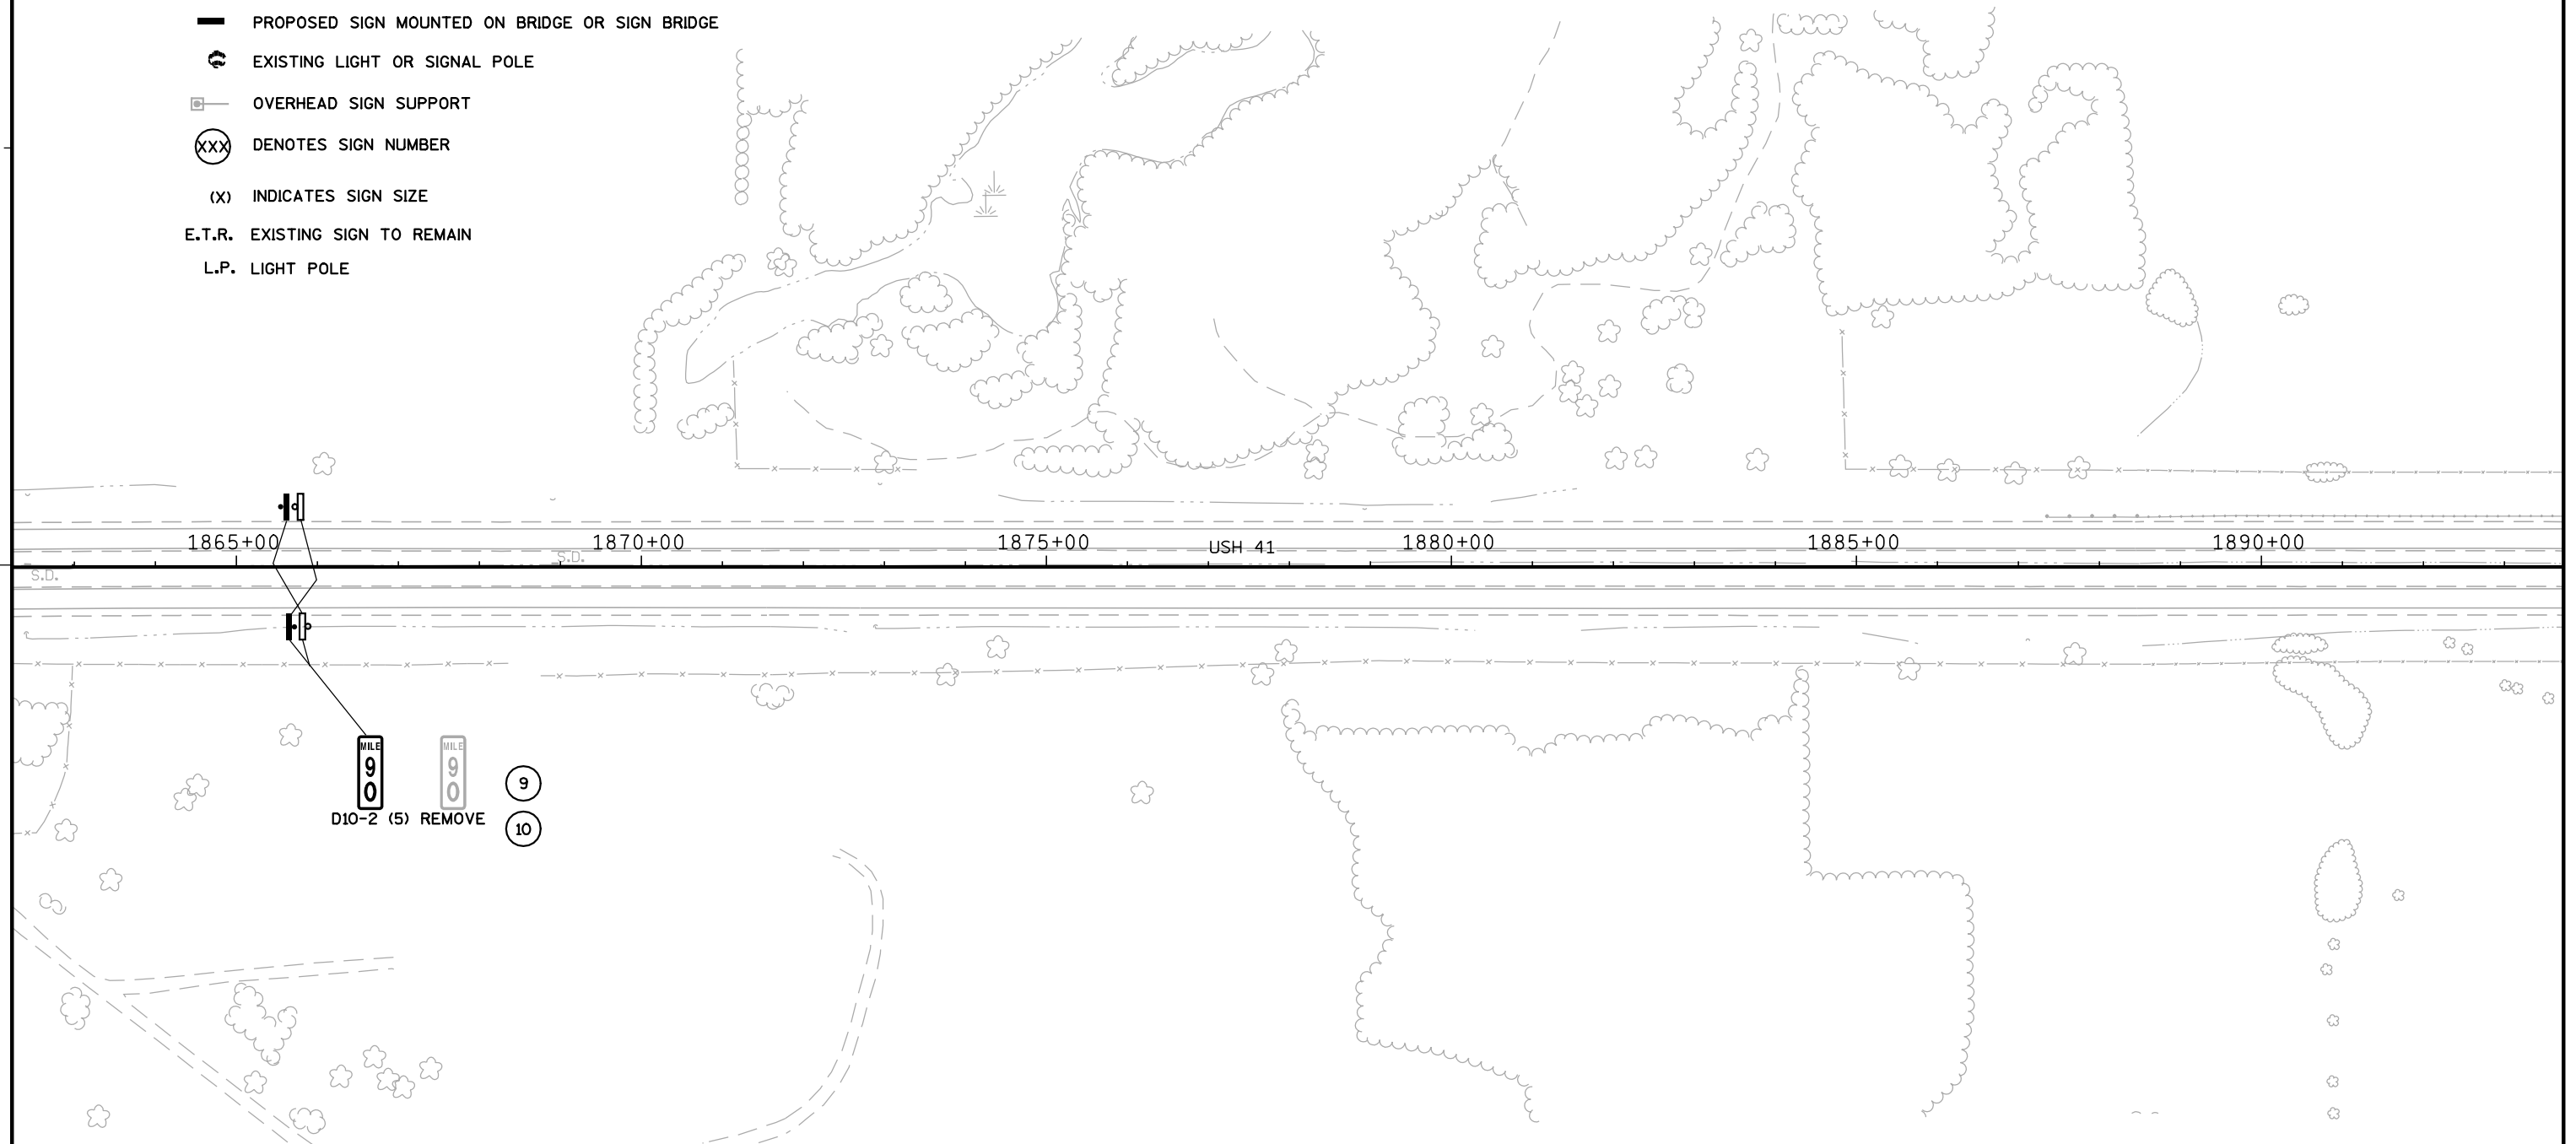 PROPOSED SIGN MOUNTED ON BRIDGE OR SIGN BRIDGE
EXISTING LIGHT OR SIGNAL POLE
OVERHEAD SIGN SUPPORT
XXX DENOTES SIGN NUMBER
(X) INDICATES SIGN SIZE
E.T.R. EXISTING SIGN TO REMAIN
L.P. LIGHT POLE
1865+00 1870+00 1875+00 USH 41 1880+00 1885+00 1890+00
S.D.
S.D.
MILE
9
0
MILE
9
0
D10-2 (5) REMOVE
9
10